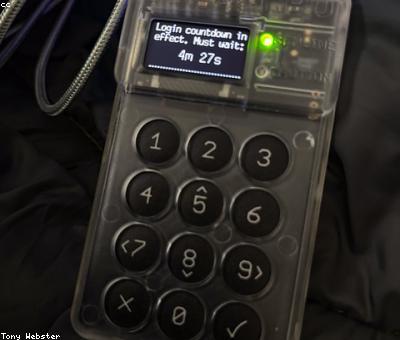 cc
Login countdown in
effect. Must wait:
4m 27s
1 2 3
4 5 6
<7 8 9>
x 0 ✓
Tony Webster